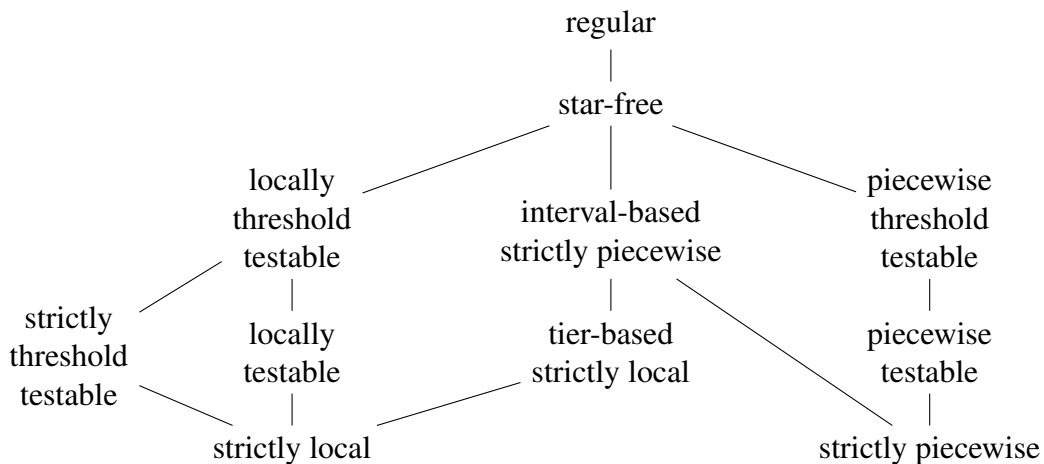 regular
star-free
locally
threshold
testable
interval-based
strictly piecewise
piecewise
threshold
testable
strictly
threshold
testable
locally
testable
tier-based
strictly local
piecewise
testable
strictly local
strictly piecewise